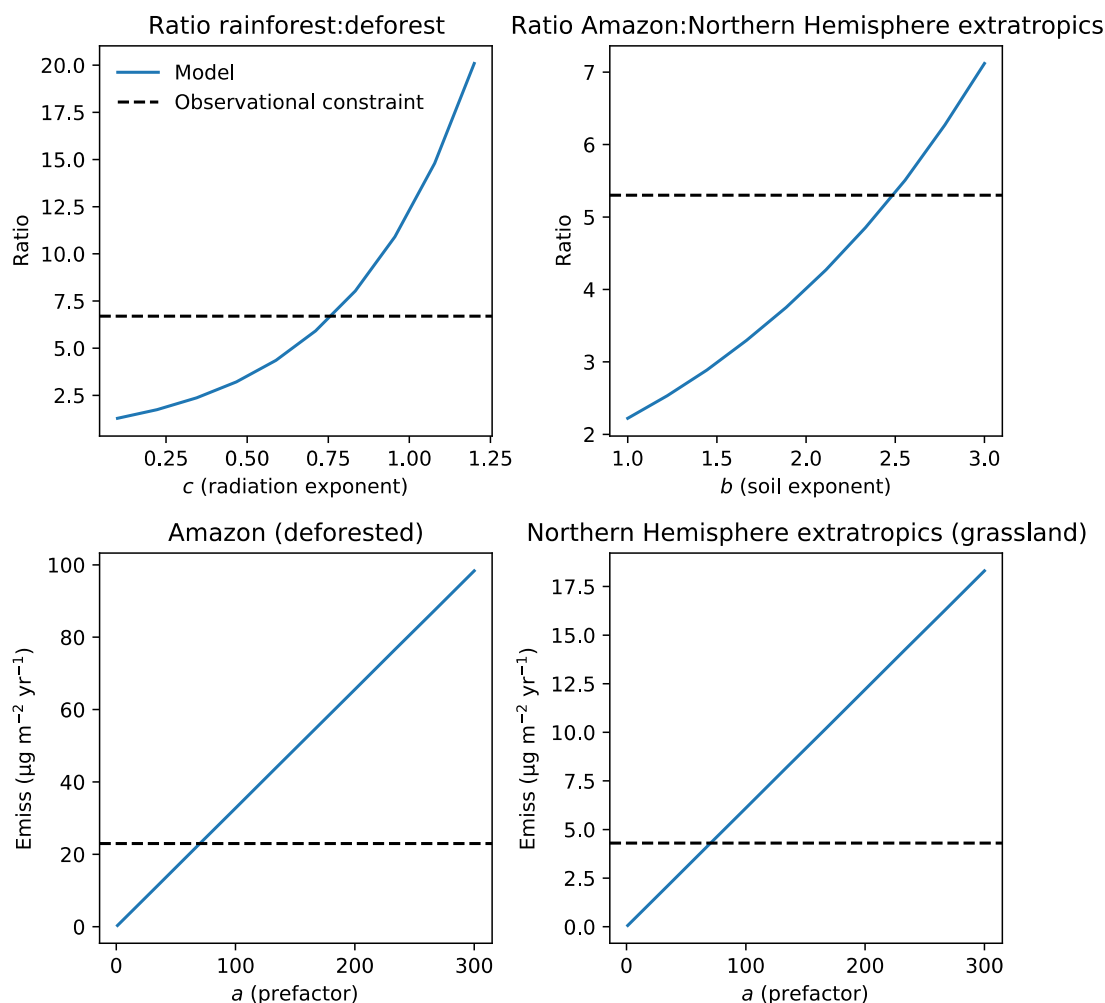 Ratio rainforest:deforest
20.0
17.5
15.0
12.5
10.0
7.5
5.0
2.5
Ratio
Model
Observational constraint
0.25 0.50 0.75 1.00 1.25
c (radiation exponent)
Ratio Amazon:Northern Hemisphere extratropics
7
6
5
4
3
2
Ratio
1.0 1.5 2.0 2.5 3.0
b (soil exponent)
Amazon (deforested)
100
80
60
40
20
0
Emiss (µg m⁻² yr⁻¹)
0 100 200 300
a (prefactor)
Northern Hemisphere extratropics (grassland)
17.5
15.0
12.5
10.0
7.5
5.0
2.5
0.0
Emiss (µg m⁻² yr⁻¹)
0 100 200 300
a (prefactor)